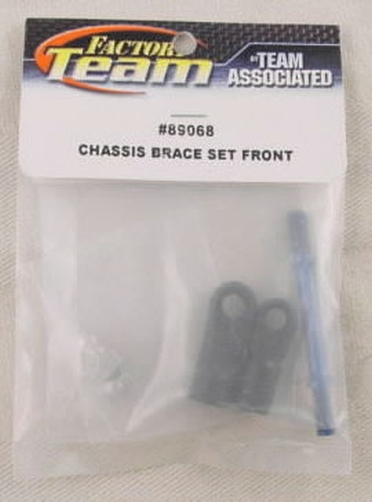 FACTORY
Team
BY TEAM
ASSOCIATED
#89068
CHASSIS BRACE SET FRONT